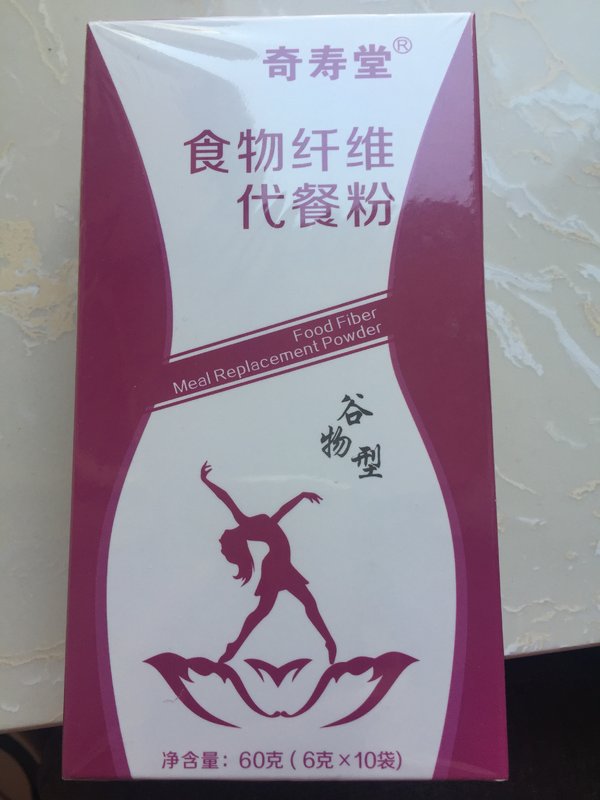 奇寿堂®
食物纤维
代餐粉
Food Fiber
Meal Replacement Powder
谷物型
净含量：60克（6克×10袋）